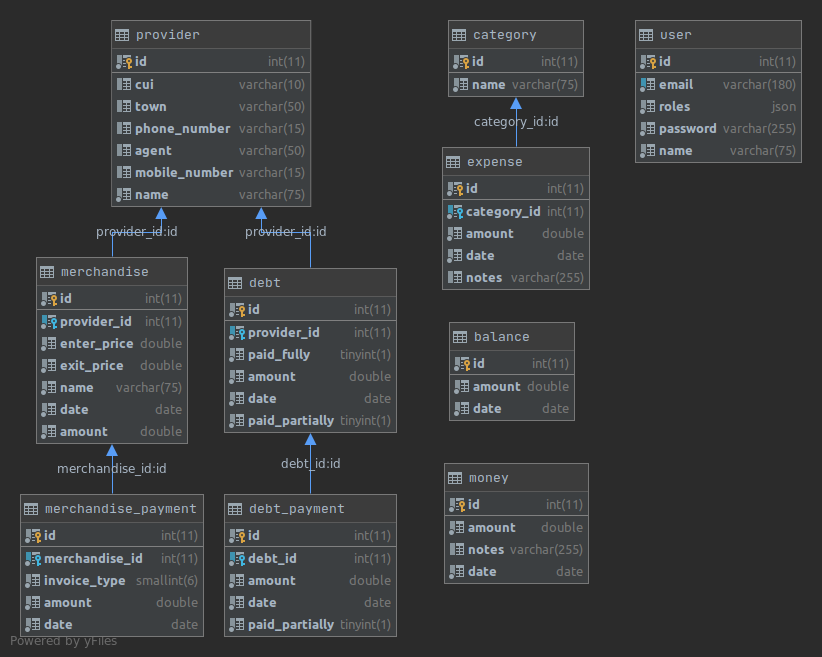 provider
id int(11)
cui varchar(10)
town varchar(50)
phone_number varchar(15)
agent varchar(50)
mobile_number varchar(15)
name varchar(75)
category
id int(11)
name varchar(75)
user
id int(11)
email varchar(180)
roles json
password varchar(255)
name varchar(75)
category_id:id
expense
id int(11)
category_id int(11)
amount double
date date
notes varchar(255)
provider_id:id
provider_id:id
merchandise
id int(11)
provider_id int(11)
enter_price double
exit_price double
name varchar(75)
date date
amount double
debt
id int(11)
provider_id int(11)
paid_fully tinyint(1)
amount double
date date
paid_partially tinyint(1)
balance
id int(11)
amount double
date date
merchandise_id:id
debt_id:id
merchandise_payment
id int(11)
merchandise_id int(11)
invoice_type smallint(6)
amount double
date date
debt_payment
id int(11)
debt_id int(11)
amount double
date date
paid_partially tinyint(1)
money
id int(11)
amount double
notes varchar(255)
date date
Powered by yFiles